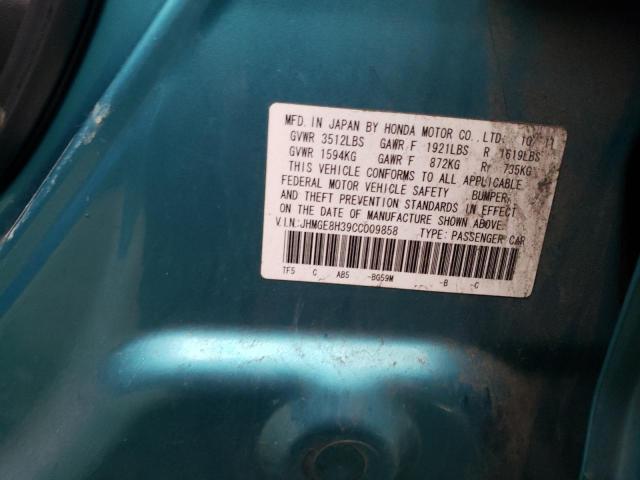 MFD. IN JAPAN BY HONDA MOTOR CO., LTD. 10 11
GVWR 3512LBS GAWR F 1921LBS R 1619LBS
GVWR 1594KG GAWR F 872KG Rr 735KG
THIS VEHICLE CONFORMS TO ALL APPLICABLE
FEDERAL MOTOR VEHICLE SAFETY BUMPER,
AND THEFT PREVENTION STANDARDS IN EFFECT
ON THE DATE OF MANUFACTURE SHOWN ABOVE.
V.I.N:JHMGE8H39CC009858 TYPE: PASSENGER CAR
TF5 C AB5 -BG59M -B -C